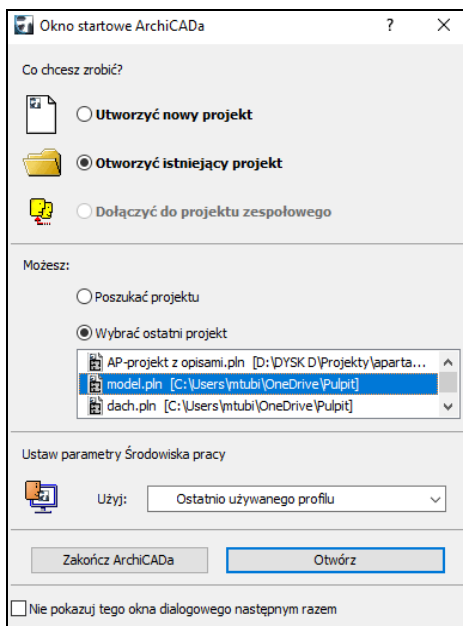 Okno startowe ArchiCADa
Co chcesz zrobić?
Utworzyć nowy projekt
Otworzyć istniejący projekt
Dołączyć do projektu zespołowego
Możesz:
Poszukać projektu
Wybrać ostatni projekt
AP-projekt z opisami.pln [D:\DYSK D\Projekty\aparta...
model.pln [C:\Users\mtubi\OneDrive\Pulpit]
dach.pln [C:\Users\mtubi\OneDrive\Pulpit]
Ustaw parametry Środowiska pracy
Użyj: Ostatnio używanego profilu
Zakończ ArchiCADa Otwórz
Nie pokazuj tego okna dialogowego następnym razem